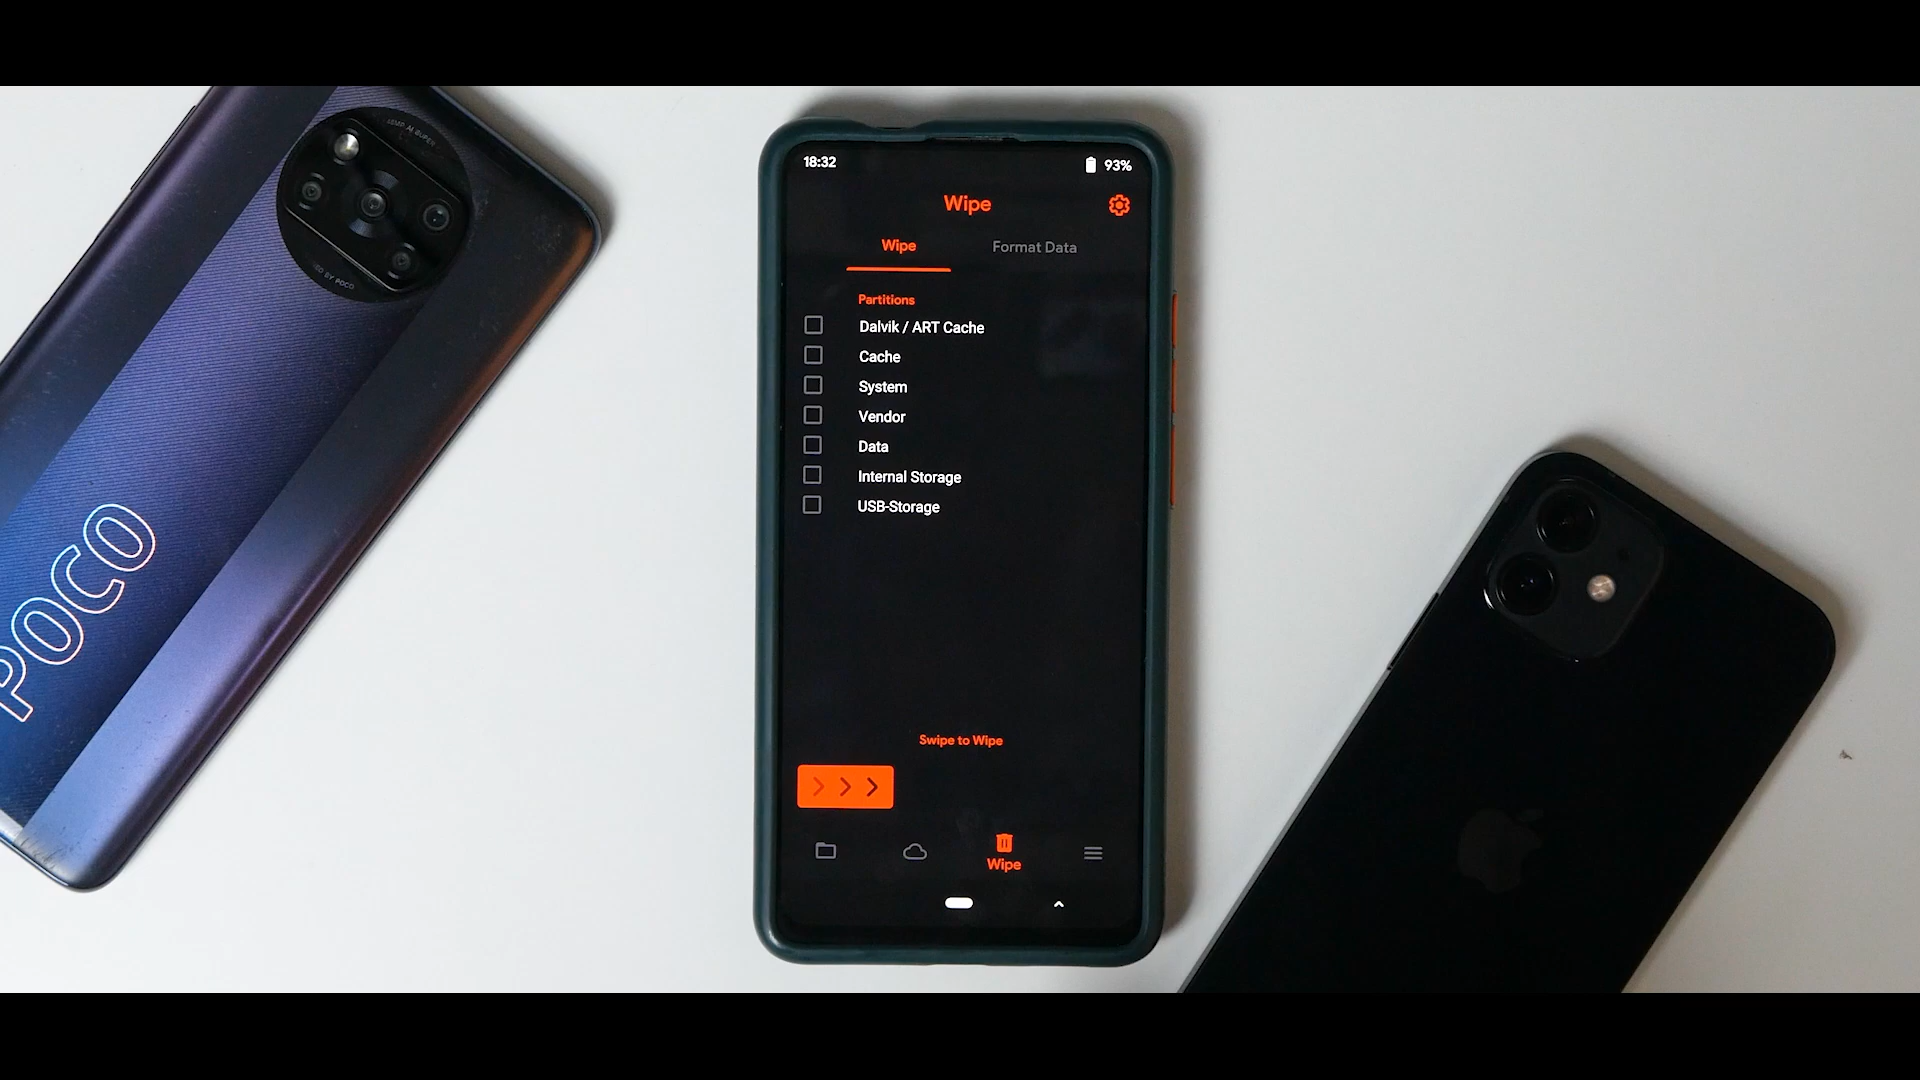 18:32
93%
Wipe
Wipe
Format Data
Partitions
Dalvik / ART Cache
Cache
System
Vendor
Data
Internal Storage
USB-Storage
Swipe to Wipe
Wipe
POCO